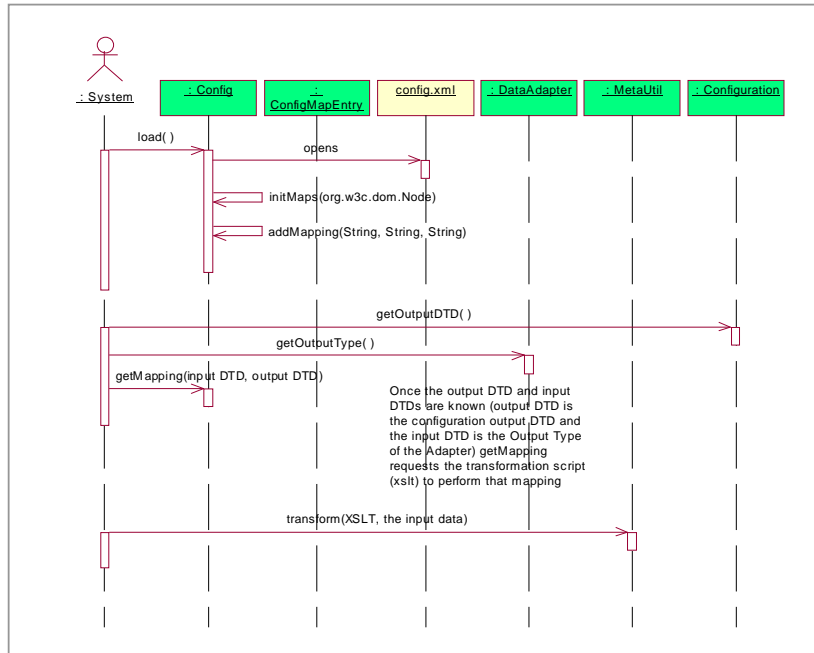 : System
: Config
:
ConfigMapEntry
config.xml
: DataAdapter
: MetaUtil
: Configuration
load( )
opens
initMaps(org.w3c.dom.Node)
addMapping(String, String, String)
getOutputDTD( )
getOutputType( )
getMapping(input DTD, output DTD)
Once the output DTD and input
DTDs are known (output DTD is
the configuration output DTD and
the input DTD is the Output Type
of the Adapter) getMapping
requests the transformation script
(xslt) to perform that mapping
transform(XSLT, the input data)